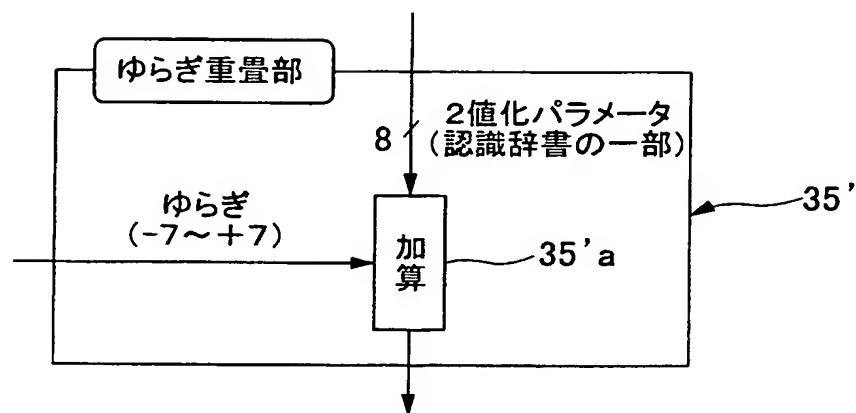 ゆらぎ重畳部
2値化パラメータ
8
(認識辞書の一部)
ゆらぎ
(-7～+7)
35'
加算
35'a